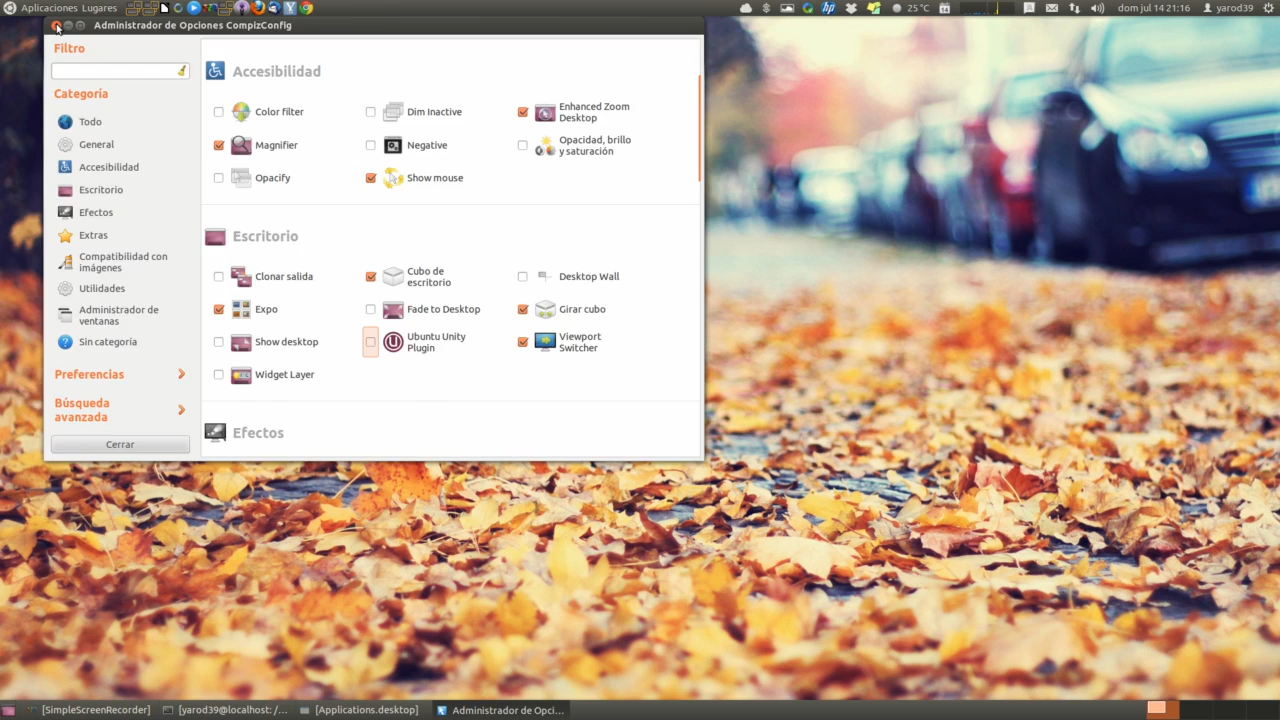 Aplicaciones Lugares
25 °C
dom jul 14 21:16
yarod39
Administrador de Opciones CompizConfig
Filtro
Categoría
Todo
General
Accesibilidad
Escritorio
Efectos
Extras
Compatibilidad con
imágenes
Utilidades
Administrador de
ventanas
Sin categoría
Preferencias
Búsqueda
avanzada
Cerrar
Accesibilidad
Color filter
Dim Inactive
Enhanced Zoom
Desktop
Magnifier
Negative
Opacidad, brillo
y saturación
Opacify
Show mouse
Escritorio
Clonar salida
Cubo de
escritorio
Desktop Wall
Expo
Fade to Desktop
Girar cubo
Show desktop
Ubuntu Unity
Plugin
Viewport
Switcher
Widget Layer
Efectos
[SimpleScreenRecorder]
[yarod39@localhost: /...
[Applications.desktop]
Administrador de Opci...